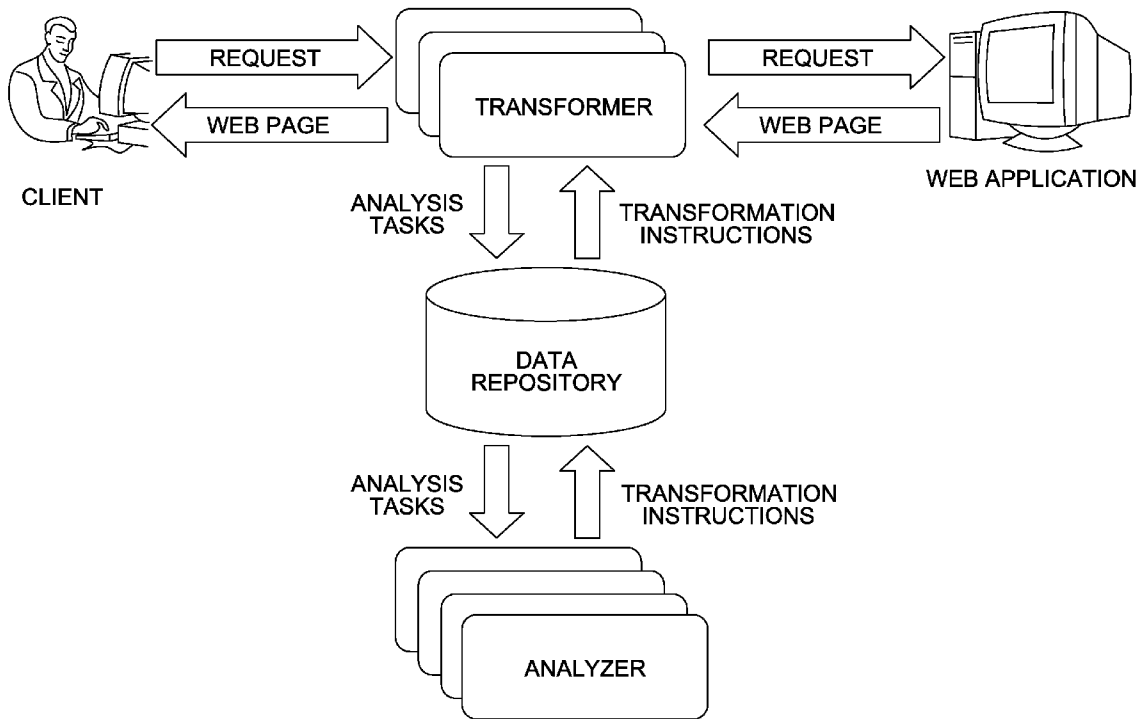 REQUEST
REQUEST
TRANSFORMER
WEB PAGE
WEB PAGE
CLIENT
WEB APPLICATION
ANALYSIS
TASKS
TRANSFORMATION
INSTRUCTIONS
DATA
REPOSITORY
ANALYSIS
TASKS
TRANSFORMATION
INSTRUCTIONS
ANALYZER